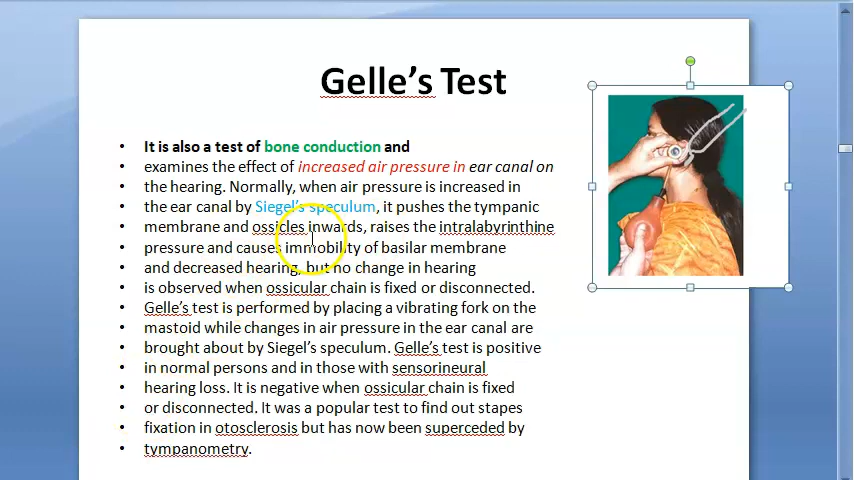 Gelle's Test
• It is also a test of bone conduction and
• examines the effect of increased air pressure in ear canal on
• the hearing. Normally, when air pressure is increased in
• the ear canal by Siegel's speculum, it pushes the tympanic
• membrane and ossicles inwards, raises the intralabyrinthine
• pressure and causes immobility of basilar membrane
• and decreased hearing, but no change in hearing
• is observed when ossicular chain is fixed or disconnected.
• Gelle's test is performed by placing a vibrating fork on the
• mastoid while changes in air pressure in the ear canal are
• brought about by Siegel's speculum. Gelle's test is positive
• in normal persons and in those with sensorineural
• hearing loss. It is negative when ossicular chain is fixed
• or disconnected. It was a popular test to find out stapes
• fixation in otosclerosis but has now been superceded by
• tympanometry.